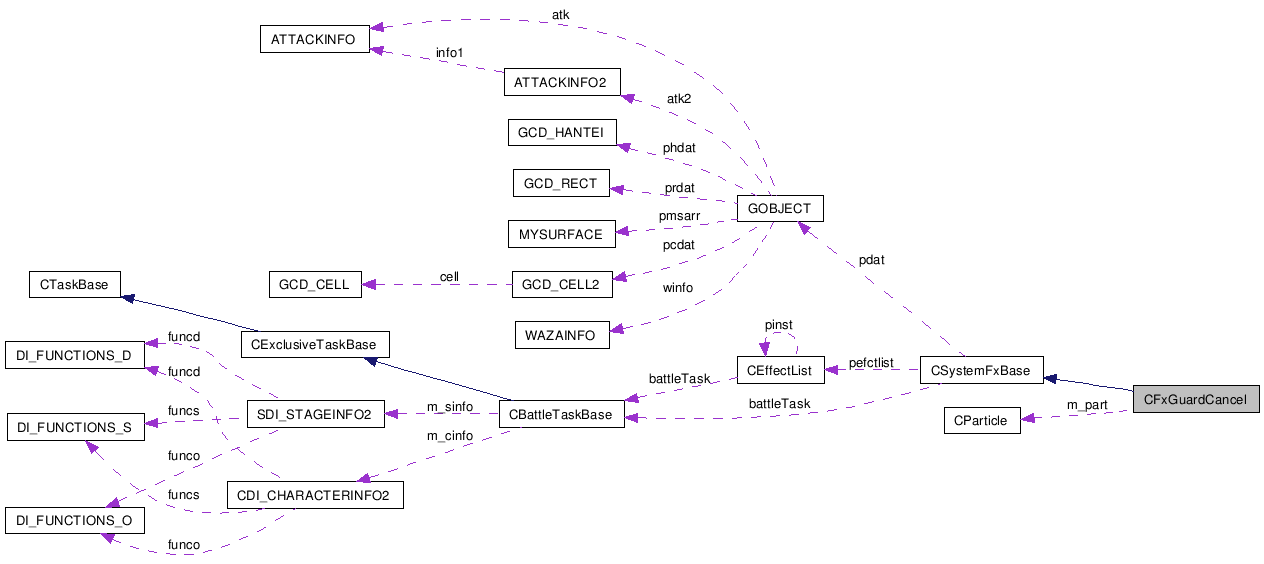 atk
ATTACKINFO
info1
ATTACKINFO2
atk2
GCD_HANTEI
phdat
GCD_RECT
prdat
GOBJECT
pmsarr
MYSURFACE
pcdat
pdat
CTaskBase
GCD_CELL
cell
GCD_CELL2
winfo
pinst
WAZAINFO
funcd
CExclusiveTaskBase
DI_FUNCTIONS_D
pefctlist
CEffectList
CSystemFxBase
funcd
battleTask
CFxGuardCancel
battleTask
m_part
m_sinfo
funcs
SDI_STAGEINFO2
CBattleTaskBase
CParticle
DI_FUNCTIONS_S
m_cinfo
funco
funcs
CDI_CHARACTERINFO2
DI_FUNCTIONS_O
funco